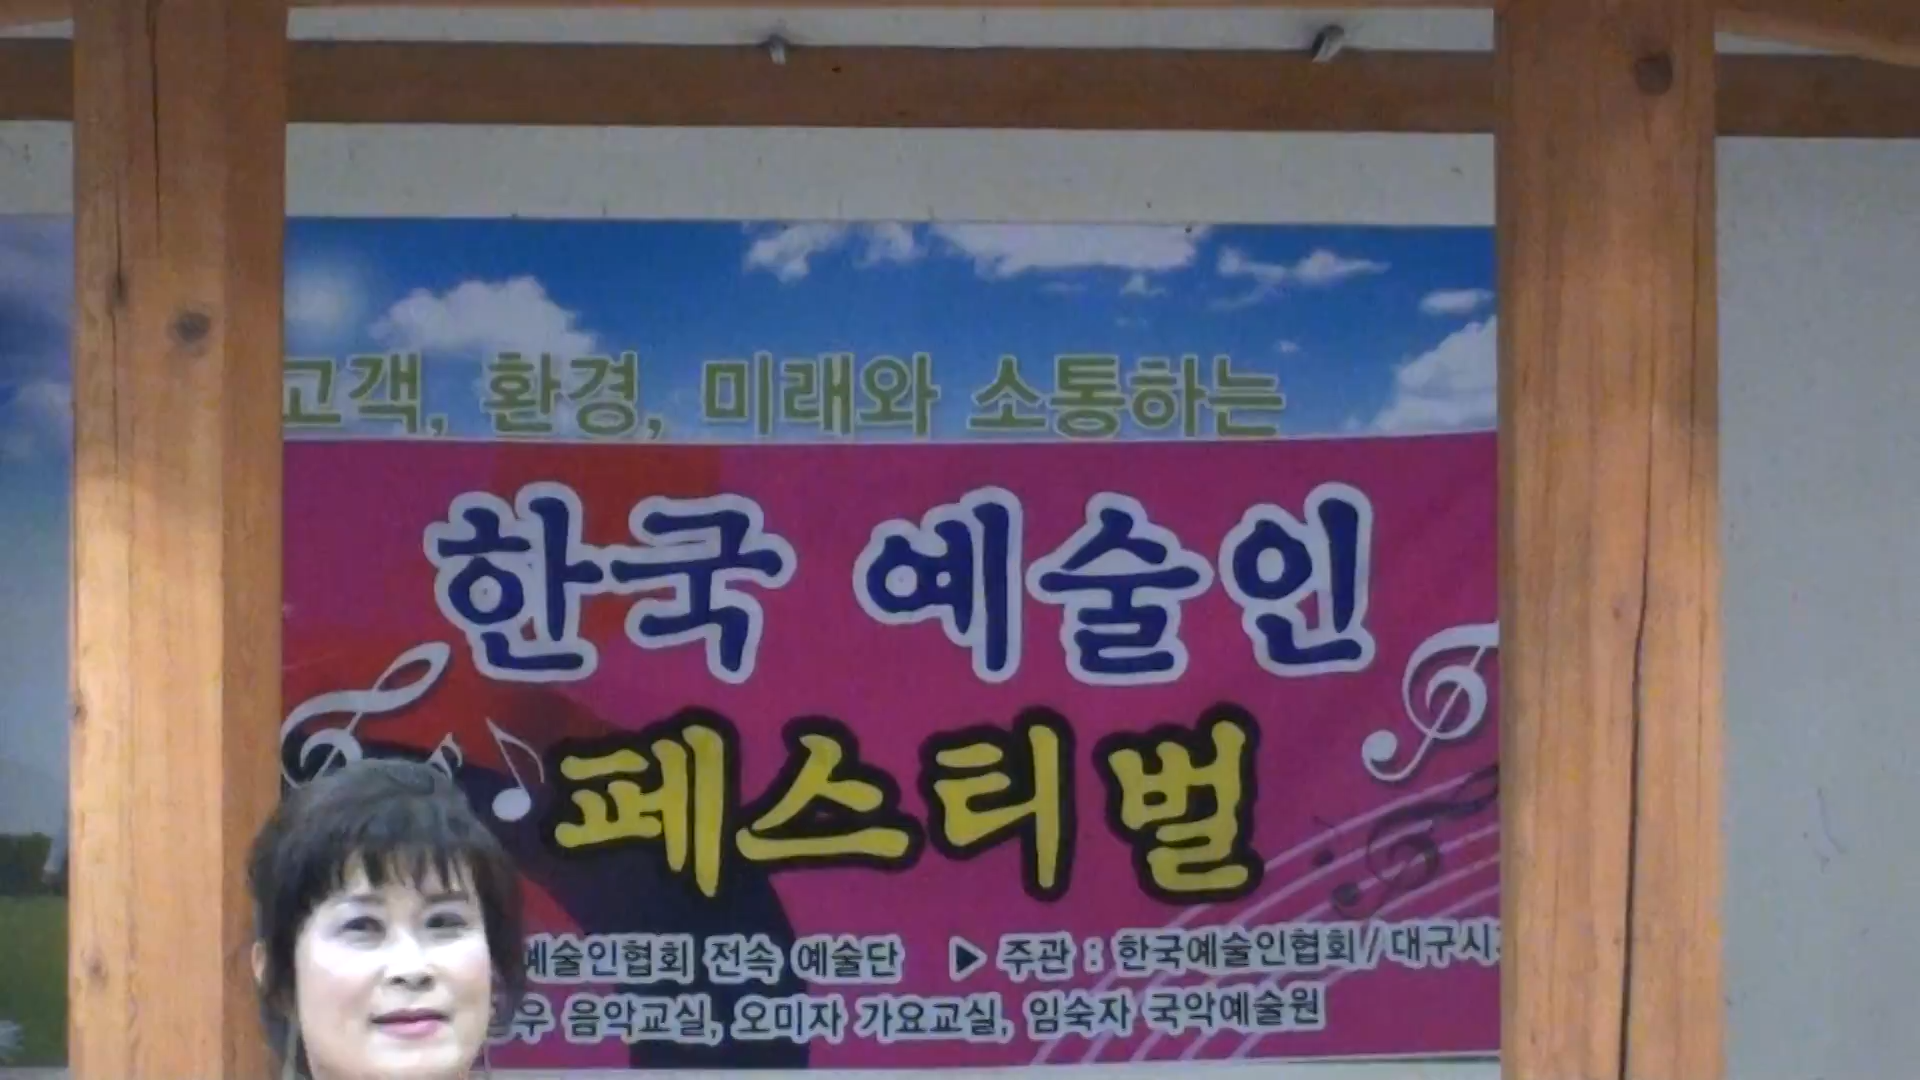 고객, 환경, 미래와 소통하는
한국 예술인
페스티벌
예술인협회 전속 예술단 ▶ 주관 : 한국예술인협회 / 대구시
음악교실, 오미자 가요교실, 임숙자 국악예술원